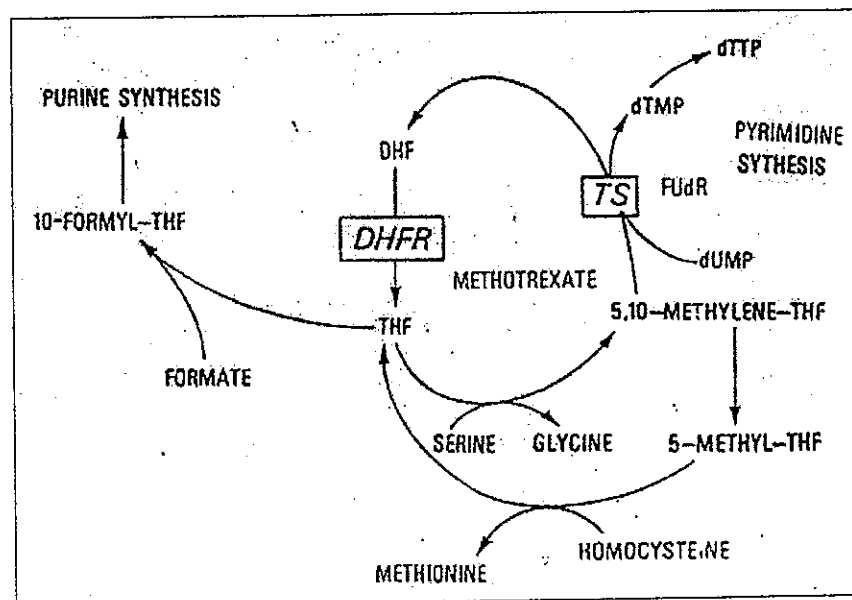 dTTP
PURINE SYNTHESIS
dTMP
DHF
PYRIMIDINE
SYTHESIS
TS
FUdR
10-FORMYL-THF
DHFR
METHOTREXATE
dUMP
5,10-METHYLENE-THF
THF
FORMATE
SERINE
GLYCINE
5-METHYL-THF
METHIONINE
HOMOCYSTEINE